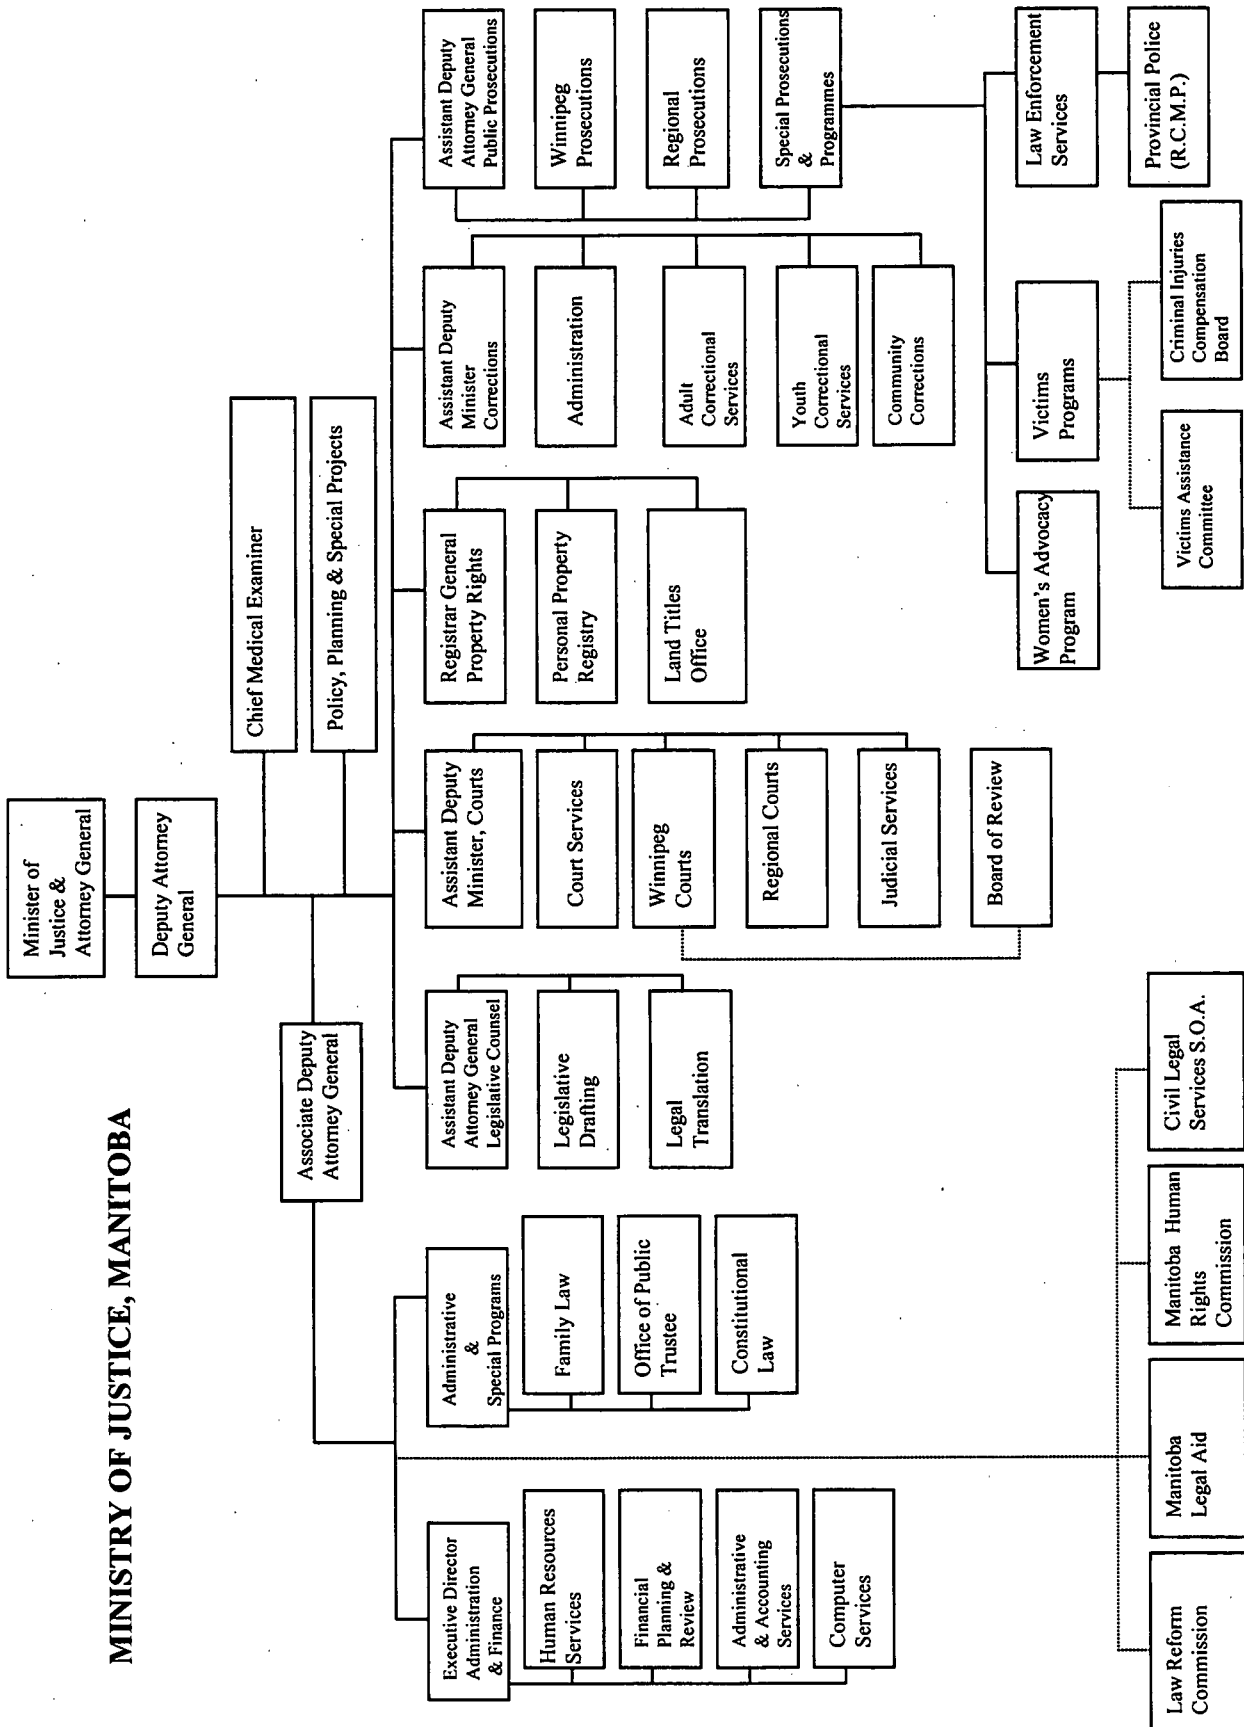 MINISTRY OF JUSTICE, MANITOBA
Minister of
Justice &
Attorney General
Deputy Attorney
General
Chief Medical Examiner
Policy, Planning & Special Projects
Associate Deputy
Attorney General
Executive Director
Administration
& Finance
Human Resources
Services
Financial
Planning &
Review
Administrative
& Accounting
Services
Computer
Services
Administrative
&
Special Programs
Family Law
Office of Public
Trustee
Constitutional
Law
Assistant Deputy
Attorney General
Legislative Counsel
Legislative
Drafting
Legal
Translation
Assistant Deputy
Minister, Courts
Court Services
Winnipeg
Courts
Regional Courts
Judicial Services
Board of Review
Registrar General
Property Rights
Personal Property
Registry
Land Titles
Office
Assistant Deputy
Minister
Corrections
Administration
Adult
Correctional
Services
Youth
Correctional
Services
Community
Corrections
Assistant Deputy
Attorney General
Public Prosecutions
Winnipeg
Prosecutions
Regional
Prosecutions
Special Prosecutions
&
Programmes
Women's Advocacy
Program
Victims
Programs
Law Enforcement
Services
Victims Assistance
Committee
Criminal Injuries
Compensation
Board
Provincial Police
(R.C.M.P.)
Law Reform
Commission
Manitoba
Legal Aid
Manitoba Human
Rights
Commission
Civil Legal
Services S.O.A.